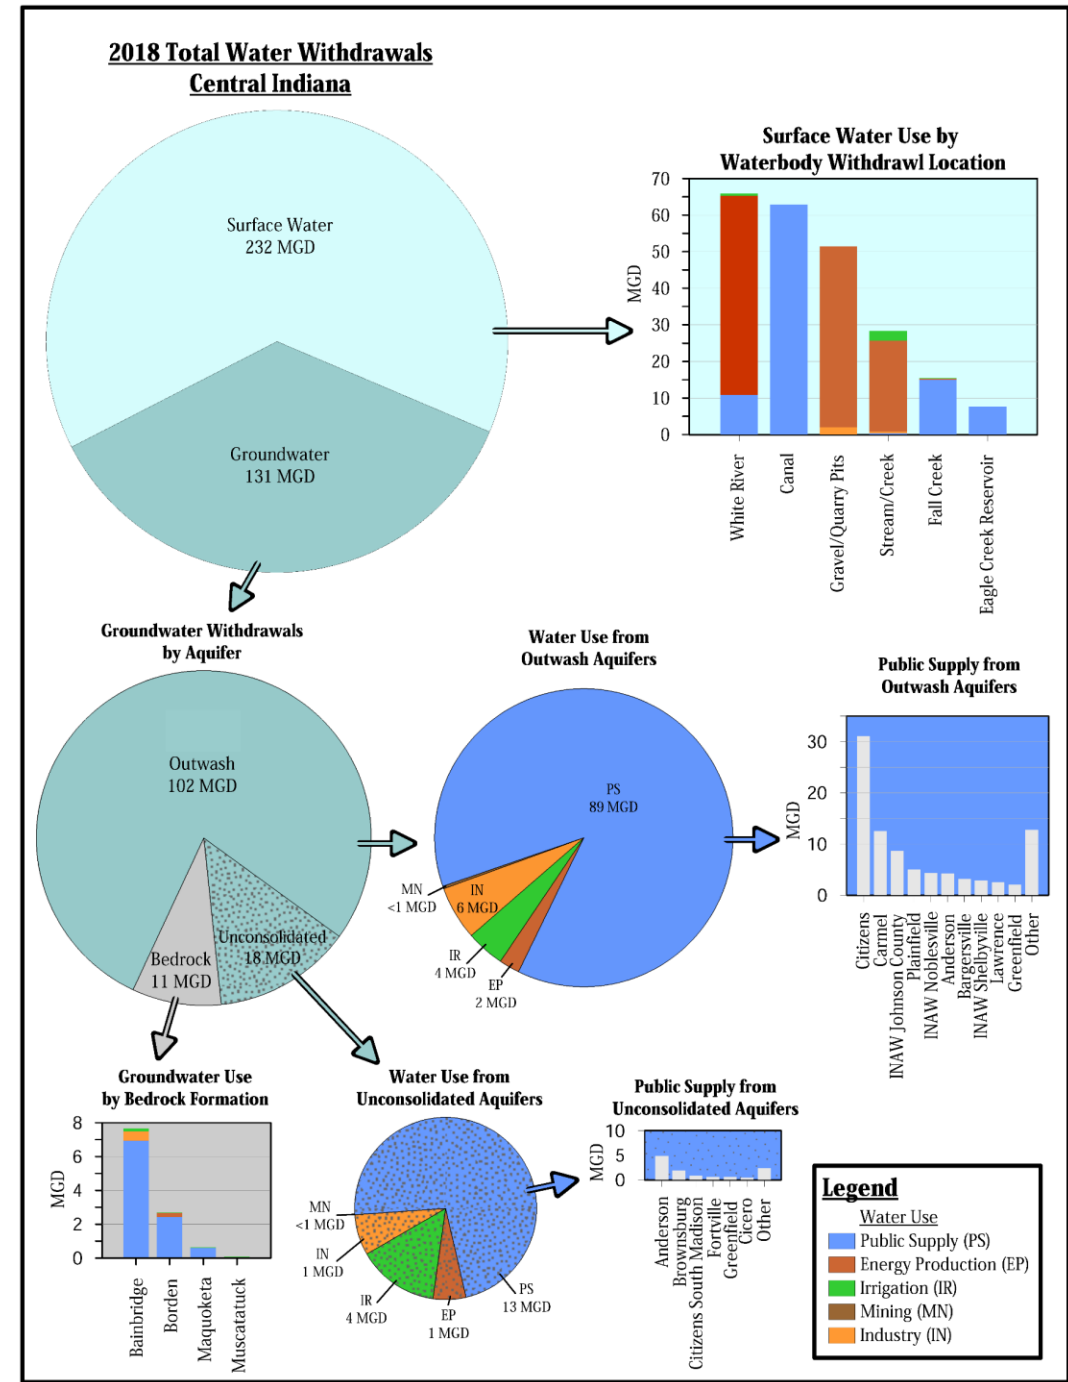 2018 Total Water Withdrawals
Central Indiana
Surface Water
232 MGD
Groundwater
131 MGD
Surface Water Use by
Waterbody Withdrawl Location
70
60
50
40
30
20
10
0
MGD
White River
Canal
Gravel/Quarry Pits
Stream/Creek
Fall Creek
Eagle Creek Reservoir
Groundwater Withdrawals
by Aquifer
Outwash
102 MGD
Unconsolidated
18 MGD
Bedrock
11 MGD
Water Use from
Outwash Aquifers
PS
89 MGD
MN
<1 MGD
IN
6 MGD
IR
4 MGD
EP
2 MGD
Public Supply from
Outwash Aquifers
30
20
10
0
MGD
Citizens
Carmel
INAW Johnson County
Plainfield
INAW Noblesville
Anderson
Bargersville
INAW Shelbyville
Lawrence
Greenfield
Other
Groundwater Use
by Bedrock Formation
8
6
4
2
0
MGD
Bainbridge
Borden
Maquoketa
Muscatatuck
Water Use from
Unconsolidated Aquifers
MN
<1 MGD
IN
1 MGD
IR
4 MGD
EP
1 MGD
PS
13 MGD
Public Supply from
Unconsolidated Aquifers
10
5
0
MGD
Anderson
Brownsburg
Citizens South Madison
Fortville
Greenfield
Cicero
Other
Legend
Water Use
Public Supply (PS)
Energy Production (EP)
Irrigation (IR)
Mining (MN)
Industry (IN)